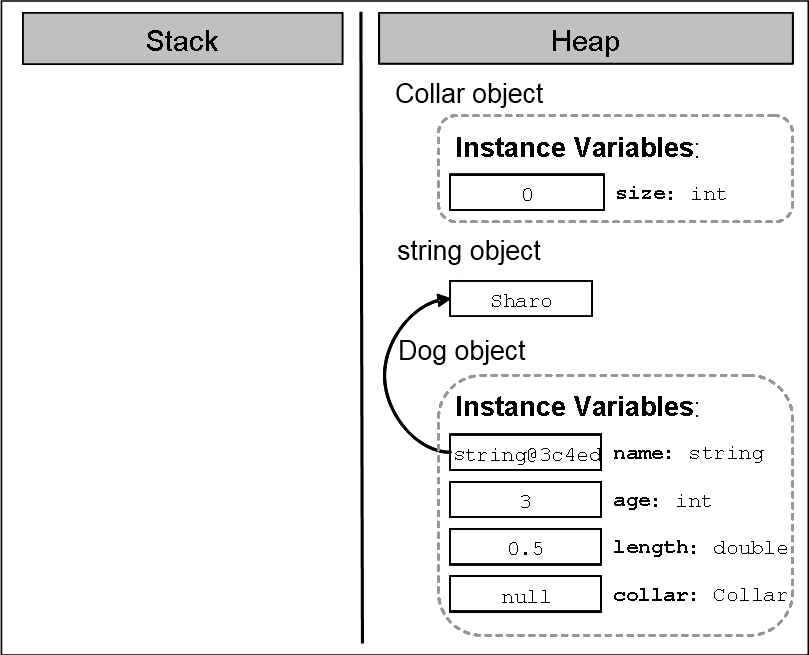 Stack
Heap
Collar object
Instance Variables:
0 size: int
string object
Sharo
Dog object
Instance Variables:
string@3c4ed name: string
3 age: int
0.5 length: double
null collar: Collar